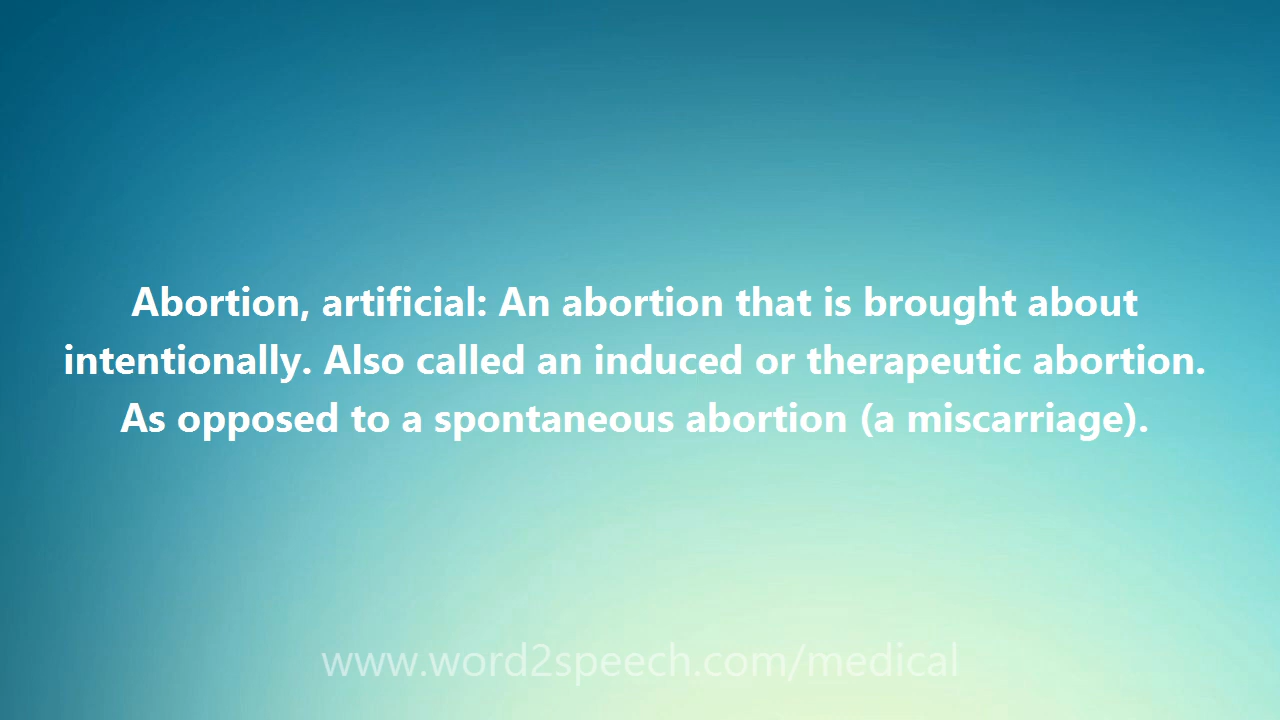 Abortion, artificial: An abortion that is brought about
intentionally. Also called an induced or therapeutic abortion.
As opposed to a spontaneous abortion (a miscarriage).
www.word2speech.com/medical